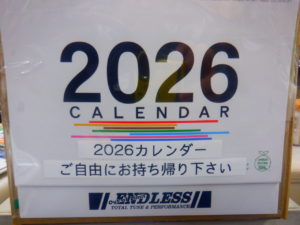 2026
CALENDAR
2026カレンダー
ご自由にお持ち帰り下さい
ENDLESS
TOTAL TUNE & PERFORMANCE